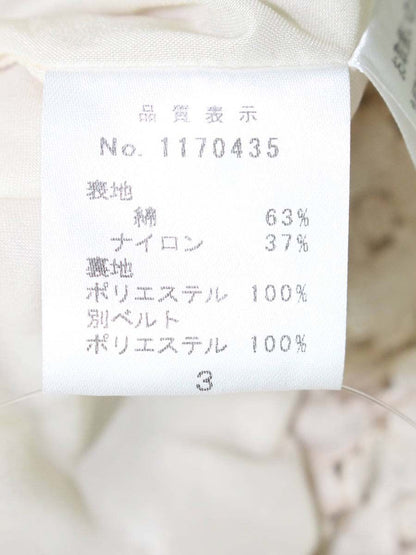 品質表示
No. 1170435
表地
綿 63%
ナイロン 37%
裏地
ポリエステル 100%
別ベルト
ポリエステル 100%
3